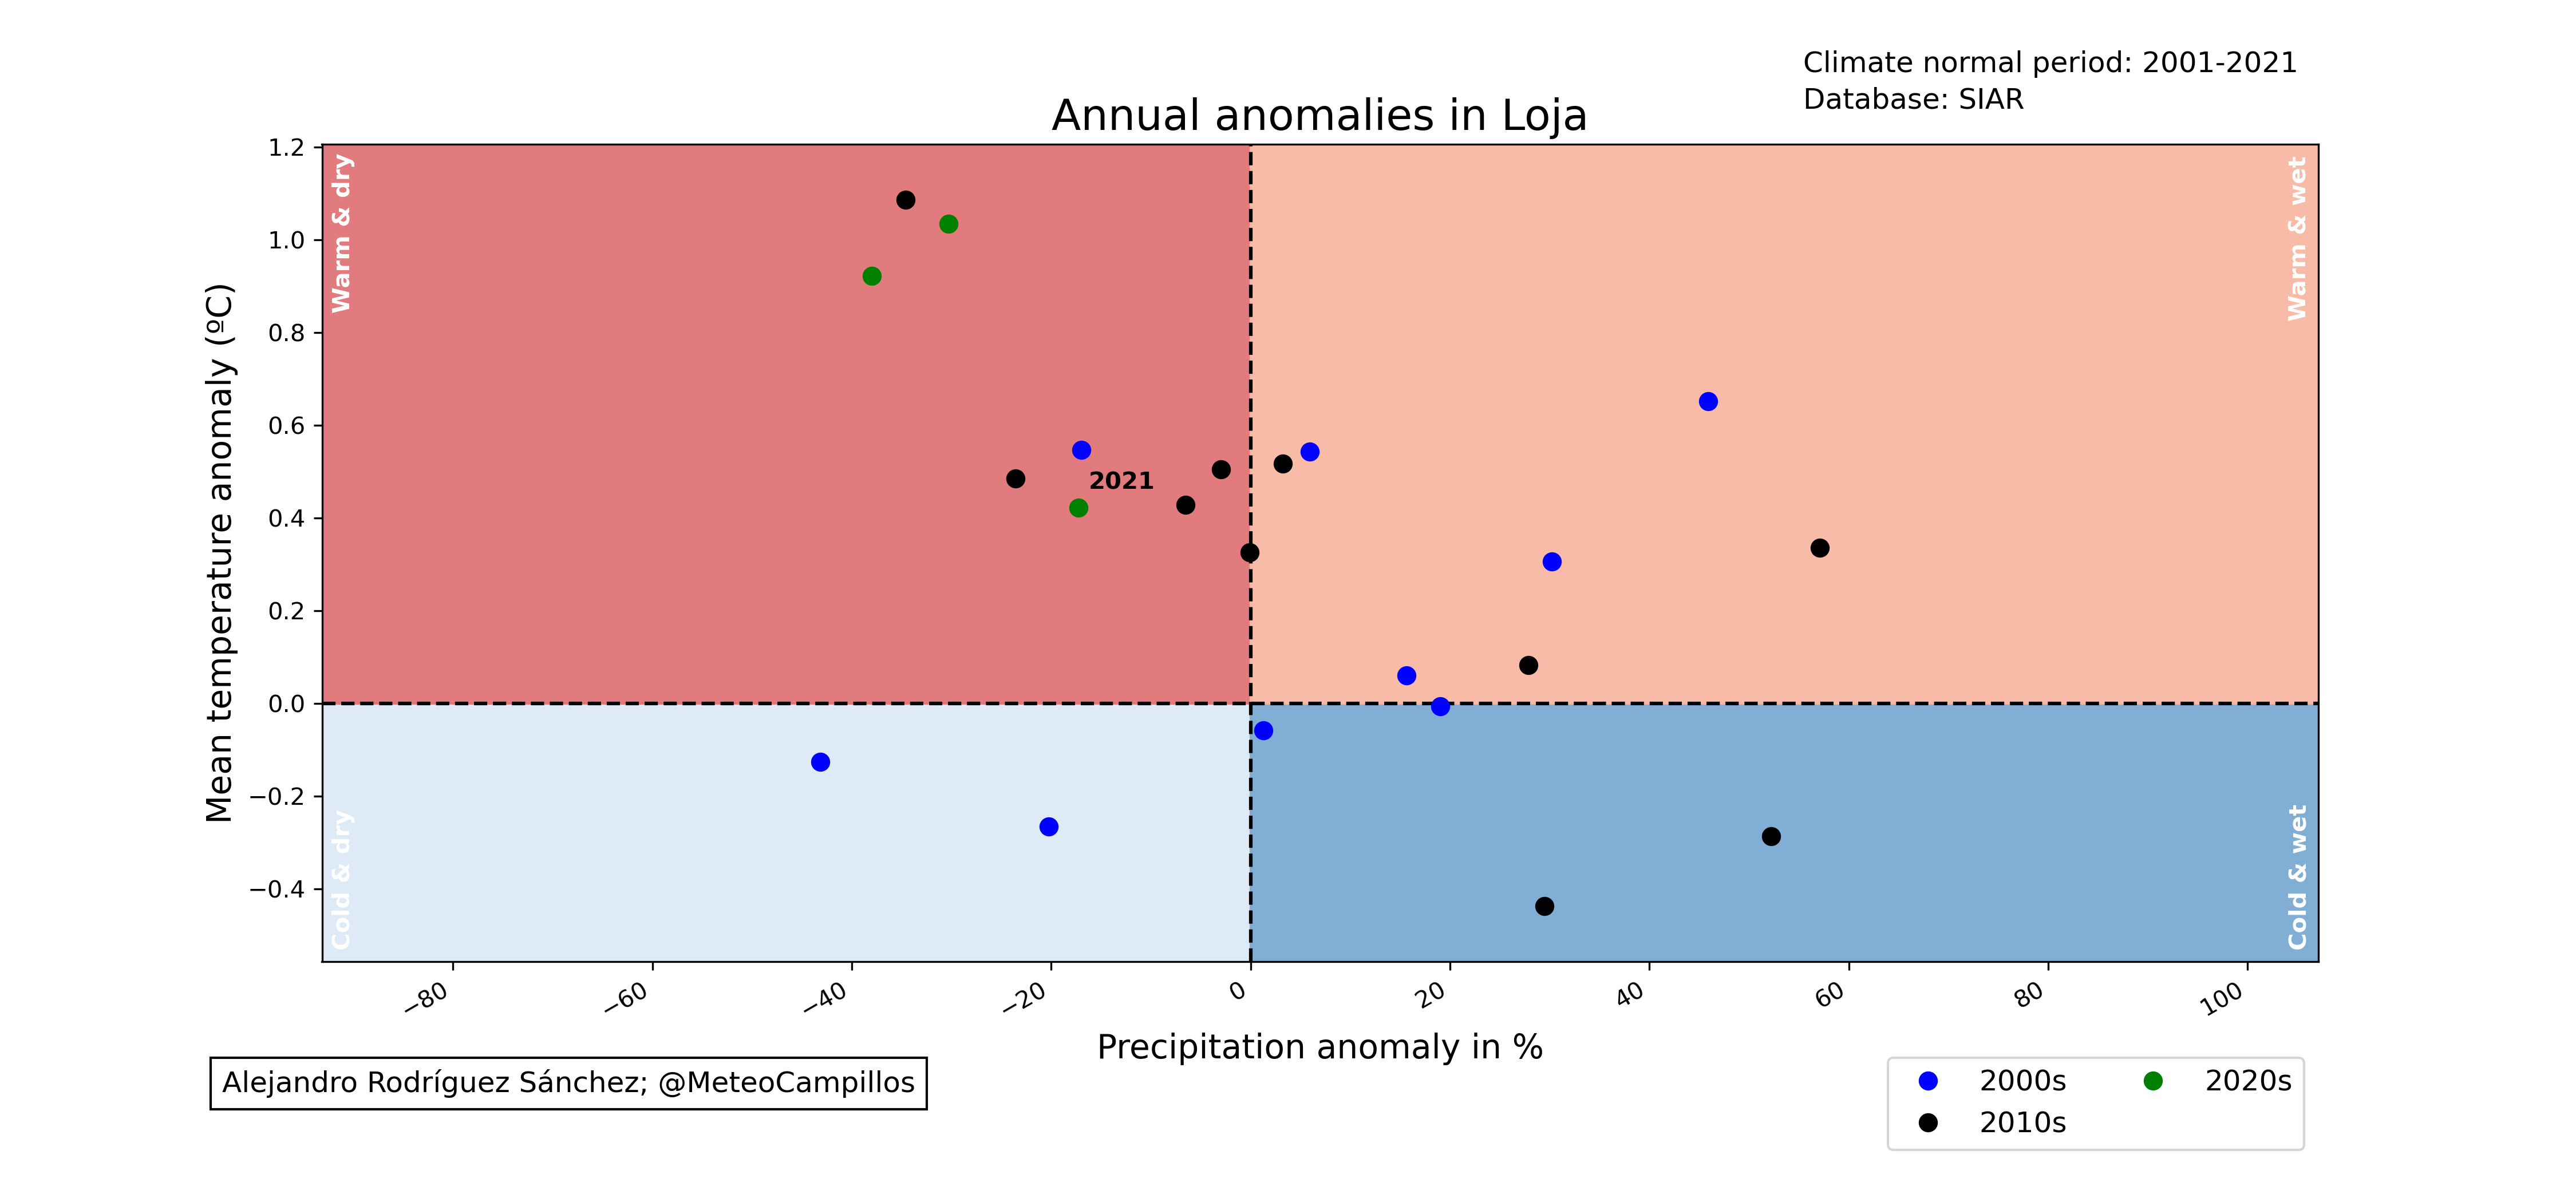 Climate normal period: 2001-2021
Database: SIAR
Annual anomalies in Loja
Warm & dry
Warm & wet
Cold & dry
Cold & wet
2021
Mean temperature anomaly (ºC)
1.2
1.0
0.8
0.6
0.4
0.2
0.0
−0.2
−0.4
−80
−60
−40
−20
0
20
40
60
80
100
Precipitation anomaly in %
Alejandro Rodríguez Sánchez; @MeteoCampillos
2000s
2010s
2020s